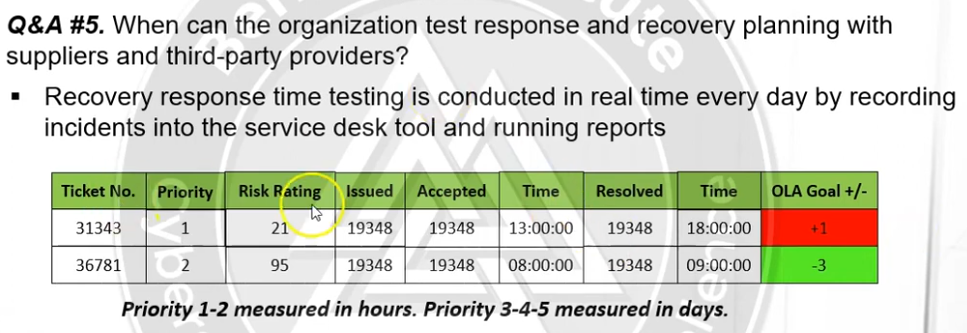 Q&A #5. When can the organization test response and recovery planning with
suppliers and third-party providers?
▪ Recovery response time testing is conducted in real time every day by recording
incidents into the service desk tool and running reports
Ticket No. Priority Risk Rating Issued Accepted Time Resolved Time OLA Goal +/-
31343 1 21 19348 19348 13:00:00 19348 18:00:00 +1
36781 2 95 19348 19348 08:00:00 19348 09:00:00 -3
Priority 1-2 measured in hours. Priority 3-4-5 measured in days.